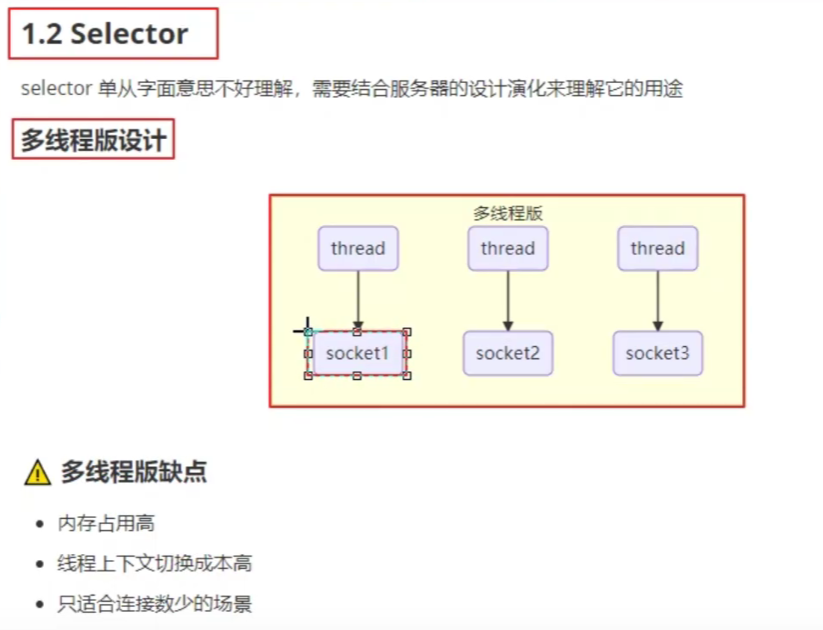 1.2 Selector
selector 单从字面意思不好理解，需要结合服务器的设计演化来理解它的用途
多线程版设计
多线程版
thread thread thread
socket1 socket2 socket3
多线程版缺点
内存占用高
线程上下文切换成本高
只适合连接数少的场景